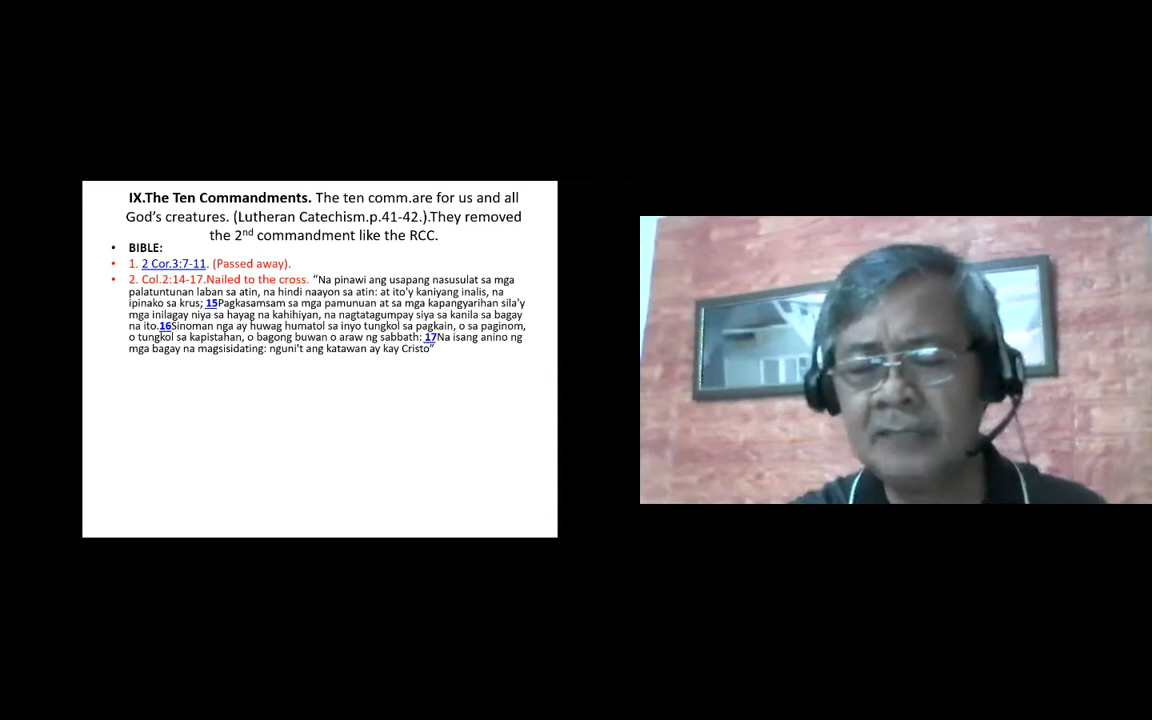 IX.The Ten Commandments. The ten comm.are for us and all
God's creatures. (Lutheran Catechism.p.41-42.).They removed
the 2nd commandment like the RCC.
• BIBLE:
• 1. 2 Cor.3:7-11. (Passed away).
• 2. Col.2:14-17.Nailed to the cross. “Na pinawi ang usapang nasusulat sa mga
palatuntunan laban sa atin, na hindi naayon sa atin: at ito'y kaniyang inalis, na
ipinako sa krus; 15Pagkasamsam sa mga pamunuan at sa mga kapangyarihan sila'y
mga inilagay niya sa hayag na kahihiyan, na nagtatagumpay siya sa kanila sa bagay
na ito.16Sinoman nga ay huwag humatol sa inyo tungkol sa pagkain, o sa paginom,
o tungkol sa kapistahan, o bagong buwan o araw ng sabbath: 17Na isang anino ng
mga bagay na magsisidating: nguni't ang katawan ay kay Cristo”